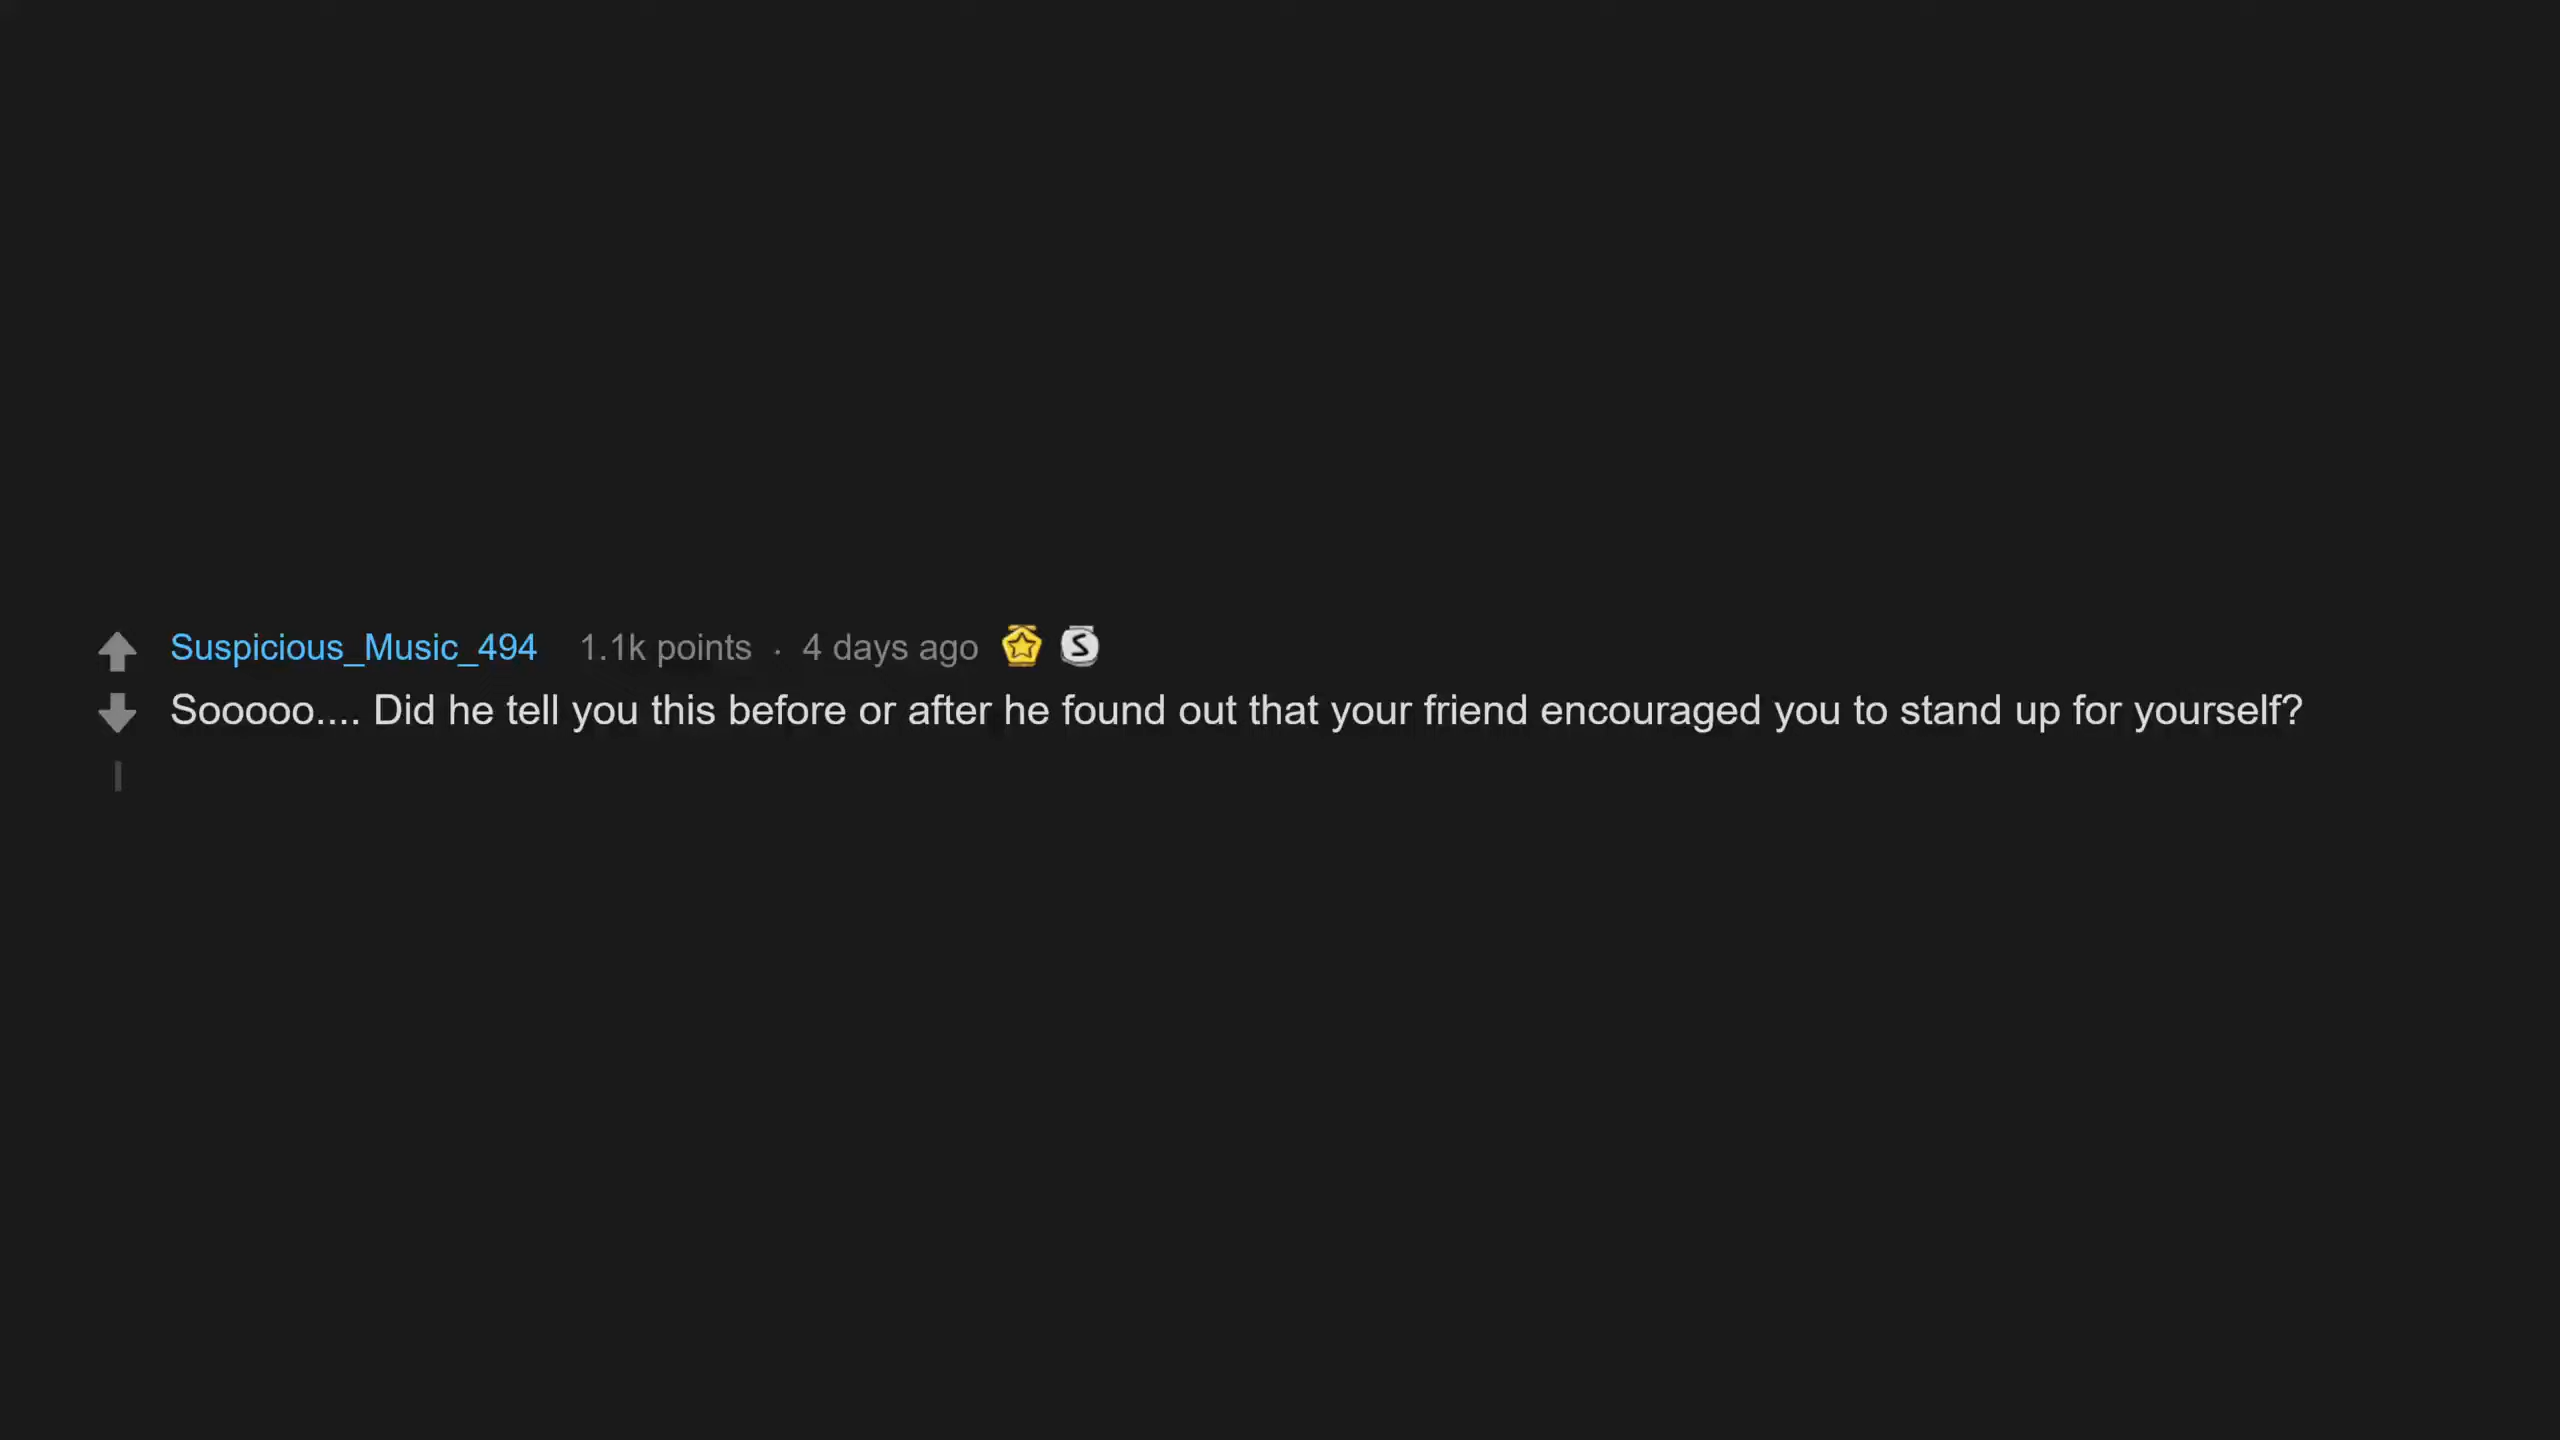 Suspicious_Music_494 1.1k points · 4 days ago S
Sooooo.... Did he tell you this before or after he found out that your friend encouraged you to stand up for yourself?